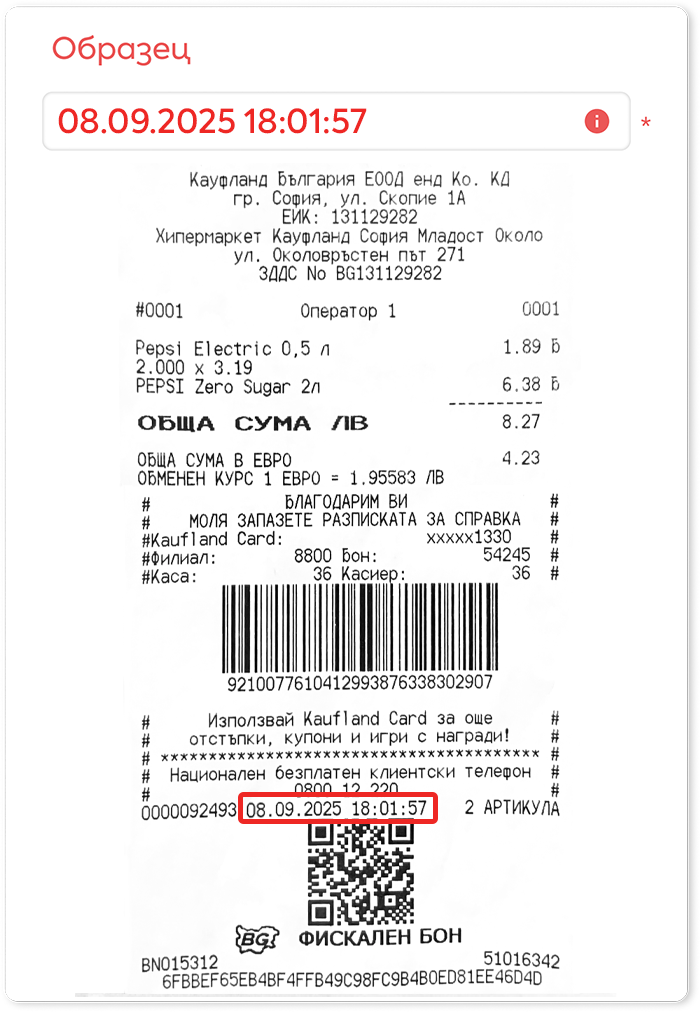 Образец
08.09.2025 18:01:57
*
Кауфланд България ЕООД енд Ко. КД
гр. София, ул. Скопие 1А
ЕИК: 131129282
Хипермаркет Кауфланд София Младост Около
ул. Околовръстен път 271
ЗДДС No BG131129282
#0001 Оператор 1 0001
Pepsi Electric 0,5 л 1.89 Б
2.000 x 3.19
PEPSI Zero Sugar 2л 6.38 Б
----------
ОБЩА СУМА ЛВ 8.27
ОБЩА СУМА В ЕВРО 4.23
ОБМЕНЕН КУРС 1 ЕВРО = 1.95583 ЛВ
# БЛАГОДАРИМ ВИ #
# МОЛЯ ЗАПАЗЕТЕ РАЗПИСКАТА ЗА СПРАВКА #
#Kaufland Card: xxxxx1330 #
#Филиал: 8800 Бон: 54245 #
#Каса: 36 Касиер: 36 #
9210077610412993876338302907
# Използвай Kaufland Card за още #
# отстъпки, купони и игри с награди! #
# **************************************** #
# Национален безплатен клиентски телефон #
# 0800 12 220 #
0000092493 08.09.2025 18:01:57 2 АРТИКУЛА
BG ФИСКАЛЕН БОН
BN015312 51016342
6FBBEF65EB4BF4FFB49C98FC9B4B0ED81EE46D4D